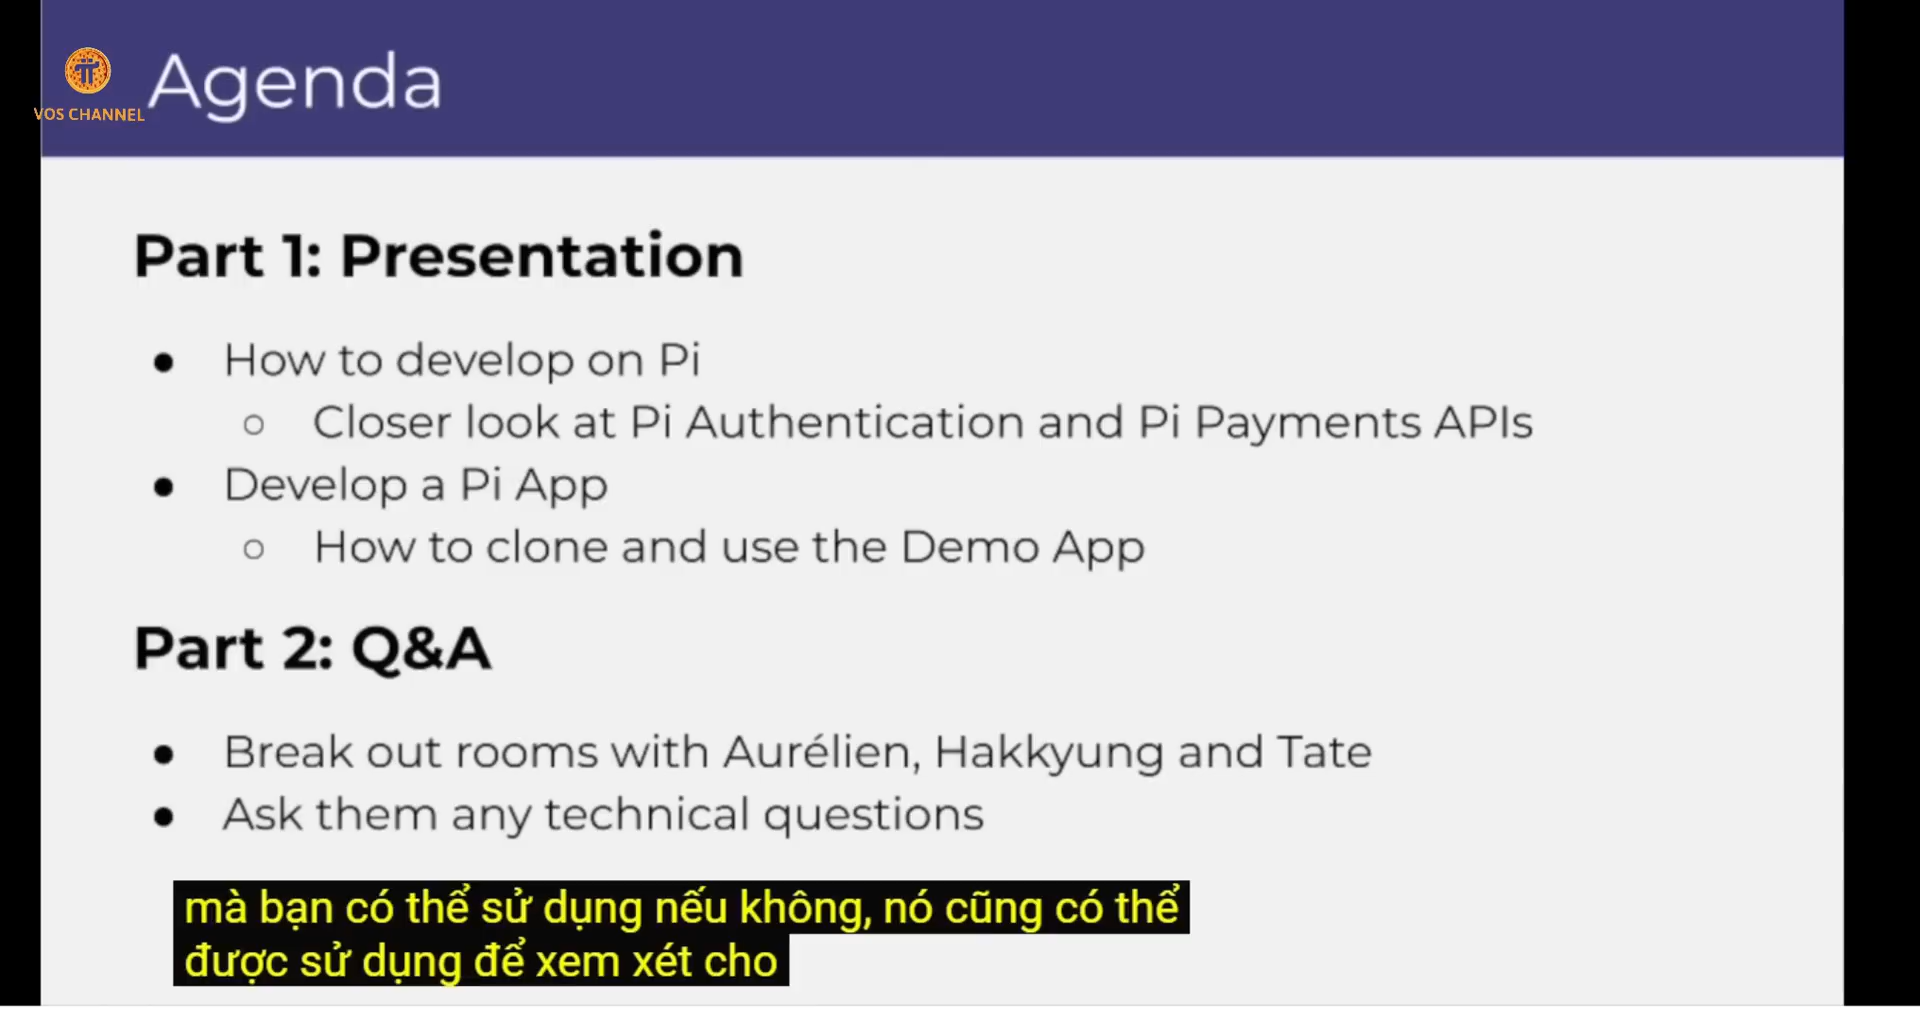 Agenda
VOS CHANNEL
Part 1: Presentation
● How to develop on Pi
○ Closer look at Pi Authentication and Pi Payments APIs
● Develop a Pi App
○ How to clone and use the Demo App
Part 2: Q&A
● Break out rooms with Aurélien, Hakkyung and Tate
● Ask them any technical questions
mà bạn có thể sử dụng nếu không, nó cũng có thể
được sử dụng để xem xét cho